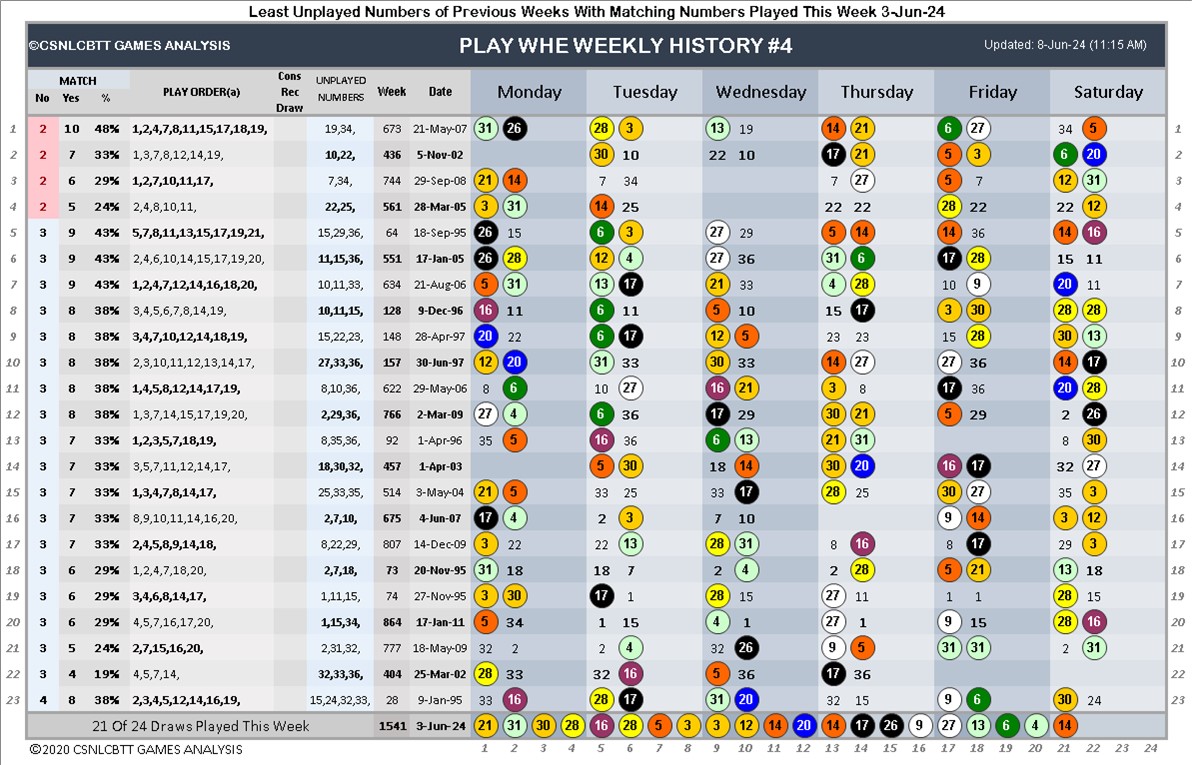 Least Unplayed Numbers of Previous Weeks With Matching Numbers Played This Week 3-Jun-24
©CSNLCBTT GAMES ANALYSIS PLAY WHE WEEKLY HISTORY #4 Updated: 8-Jun-24 (11:15 AM)
MATCH
No Yes % PLAY ORDER(a) Cons Rec Draw UNPLAYED NUMBERS Week Date Monday Tuesday Wednesday Thursday Friday Saturday
1 2 10 48% 1,2,4,7,8,11,15,17,18,19, 19,34, 673 21-May-07 31 26 28 3 13 19 14 21 6 27 34 5 1
2 2 7 33% 1,3,7,8,12,14,19, 10,22, 436 5-Nov-02 30 10 22 10 17 21 5 3 6 20 2
3 2 6 29% 1,2,7,10,11,17, 7,34, 744 29-Sep-08 21 14 7 34 7 27 5 7 12 31 3
4 2 5 24% 2,4,8,10,11, 22,25, 561 28-Mar-05 3 31 14 25 22 22 28 22 22 12 4
5 3 9 43% 5,7,8,11,13,15,17,19,21, 15,29,36, 64 18-Sep-95 26 15 6 3 27 29 5 14 14 36 14 16 5
6 3 9 43% 2,4,6,10,14,15,17,19,20, 11,15,36, 551 17-Jan-05 26 28 12 4 27 36 31 6 17 28 15 11 6
7 3 9 43% 1,2,4,7,12,14,16,18,20, 10,11,33, 634 21-Aug-06 5 31 13 17 21 33 4 28 10 9 20 11 7
8 3 8 38% 3,4,5,6,7,8,14,19, 10,11,15, 128 9-Dec-96 16 11 6 11 5 10 15 17 3 30 28 28 8
9 3 8 38% 3,4,7,10,12,14,18,19, 15,22,23, 148 28-Apr-97 20 22 6 17 12 5 23 23 15 28 30 13 9
10 3 8 38% 2,3,10,11,12,13,14,17, 27,33,36, 157 30-Jun-97 12 20 31 33 30 33 14 27 27 36 14 17 10
11 3 8 38% 1,4,5,8,12,14,17,19, 8,10,36, 622 29-May-06 8 6 10 27 16 21 3 8 17 36 20 28 11
12 3 8 38% 1,3,7,14,15,17,19,20, 2,29,36, 766 2-Mar-09 27 4 6 36 17 29 30 21 5 29 2 26 12
13 3 7 33% 1,2,3,5,7,18,19, 8,35,36, 92 1-Apr-96 35 5 16 36 6 13 21 31 8 30 13
14 3 7 33% 3,5,7,11,12,14,17, 18,30,32, 457 1-Apr-03 5 30 18 14 30 20 16 17 32 27 14
15 3 7 33% 1,3,4,7,8,14,17, 25,33,35, 514 3-May-04 21 5 33 25 33 17 28 25 30 27 35 3 15
16 3 7 33% 8,9,10,11,14,16,20, 2,7,10, 675 4-Jun-07 17 4 2 3 7 10 9 14 3 12 16
17 3 7 33% 2,4,5,8,9,14,18, 8,22,29, 807 14-Dec-09 3 22 22 13 28 31 8 16 8 17 29 3 17
18 3 6 29% 1,2,4,7,18,20, 2,7,18, 73 20-Nov-95 31 18 18 7 2 4 2 28 5 21 13 18 18
19 3 6 29% 3,4,6,8,14,17, 1,11,15, 74 27-Nov-95 3 30 17 1 28 15 27 11 1 1 28 15 19
20 3 6 29% 4,5,7,16,17,20, 1,15,34, 864 17-Jan-11 5 34 1 15 4 1 27 1 9 15 28 16 20
21 3 5 24% 2,7,15,16,20, 2,31,32, 777 18-May-09 32 2 2 4 32 26 9 5 31 31 2 31 21
22 3 4 19% 4,5,7,14, 32,33,36, 404 25-Mar-02 28 33 32 16 5 36 17 36 22
23 4 8 38% 2,3,4,5,12,14,16,19, 15,24,32,33, 28 9-Jan-95 33 16 28 17 31 20 32 15 9 6 30 24 23
21 Of 24 Draws Played This Week 1541 3-Jun-24 21 31 30 28 16 28 5 3 3 12 14 20 14 17 26 9 27 13 6 4 14
©2020 CSNLCBTT GAMES ANALYSIS 1 2 3 4 5 6 7 8 9 10 11 12 13 14 15 16 17 18 19 20 21 22 23 24